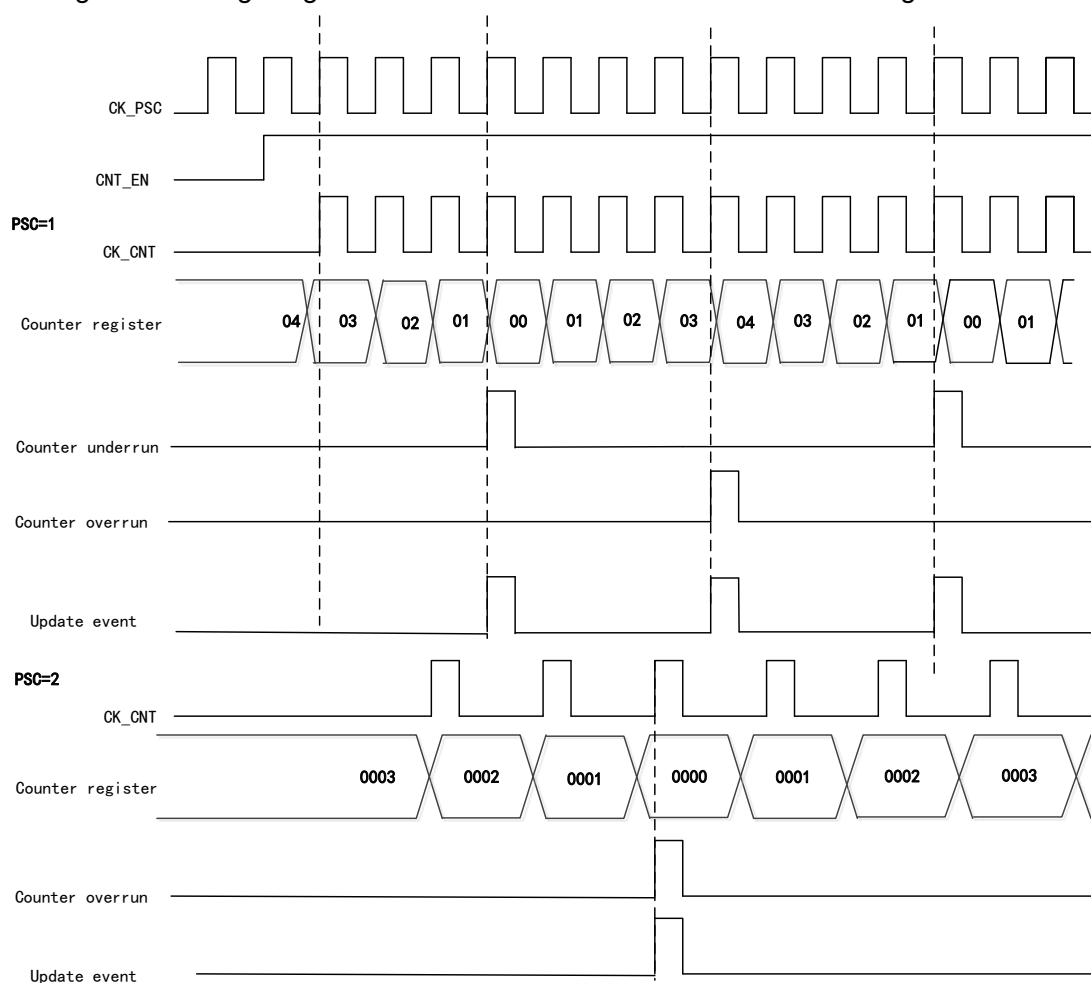 CK_PSC
CNT_EN
PSC=1
CK_CNT
Counter register 04 03 02 01 00 01 02 03 04 03 02 01 00 01
Counter underrun
Counter overrun
Update event
PSC=2
CK_CNT
Counter register 0003 0002 0001 0000 0001 0002 0003
Counter overrun
Update event